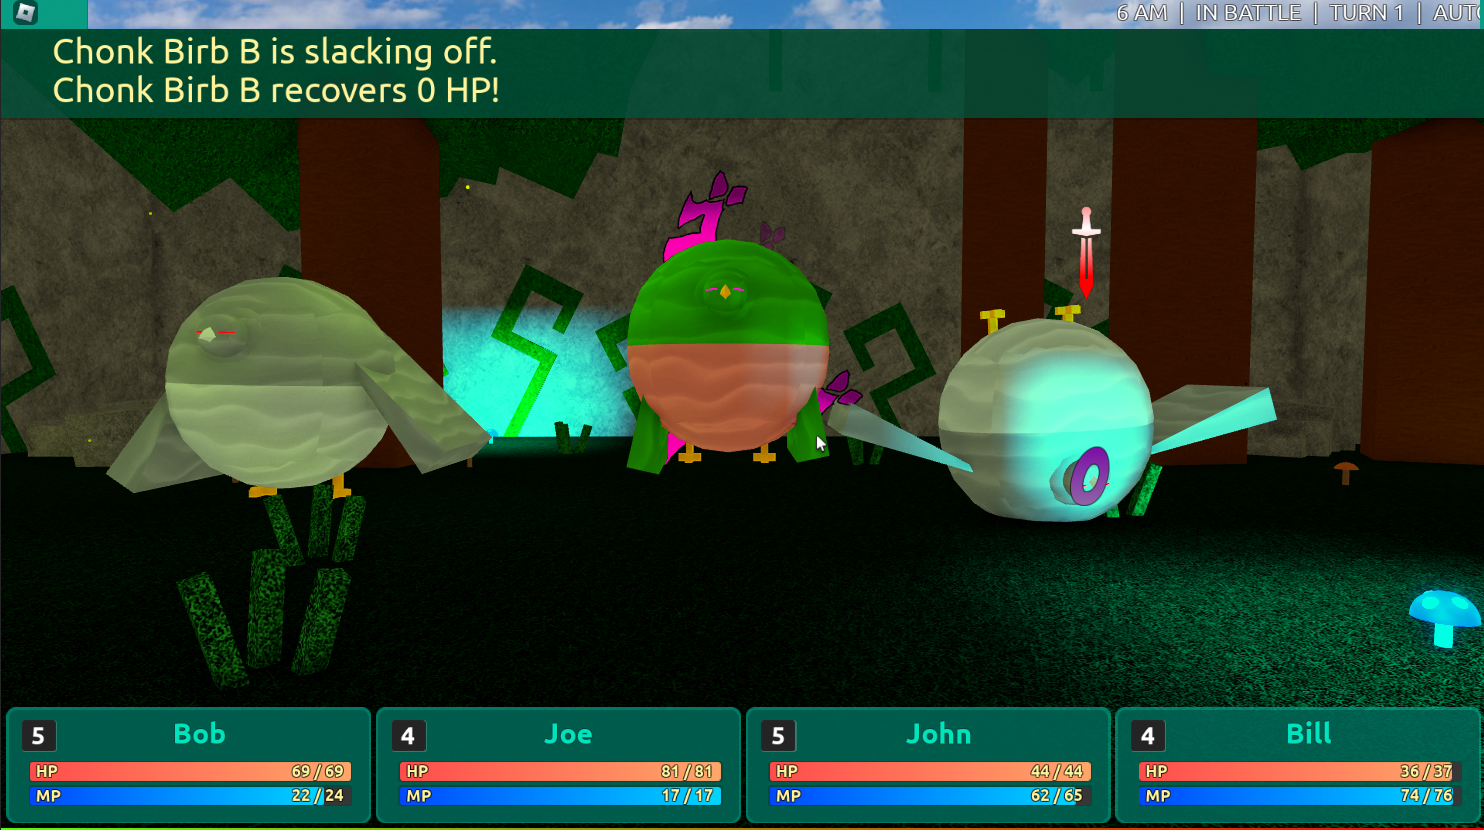 6 AM | IN BATTLE | TURN 1 | AUTO
Chonk Birb B is slacking off.
Chonk Birb B recovers 0 HP!
0
5 Bob
HP 69 / 69
MP 22 / 24
4 Joe
HP 81 / 81
MP 17 / 17
5 John
HP 44 / 44
MP 62 / 65
4 Bill
HP 36 / 37
MP 74 / 76